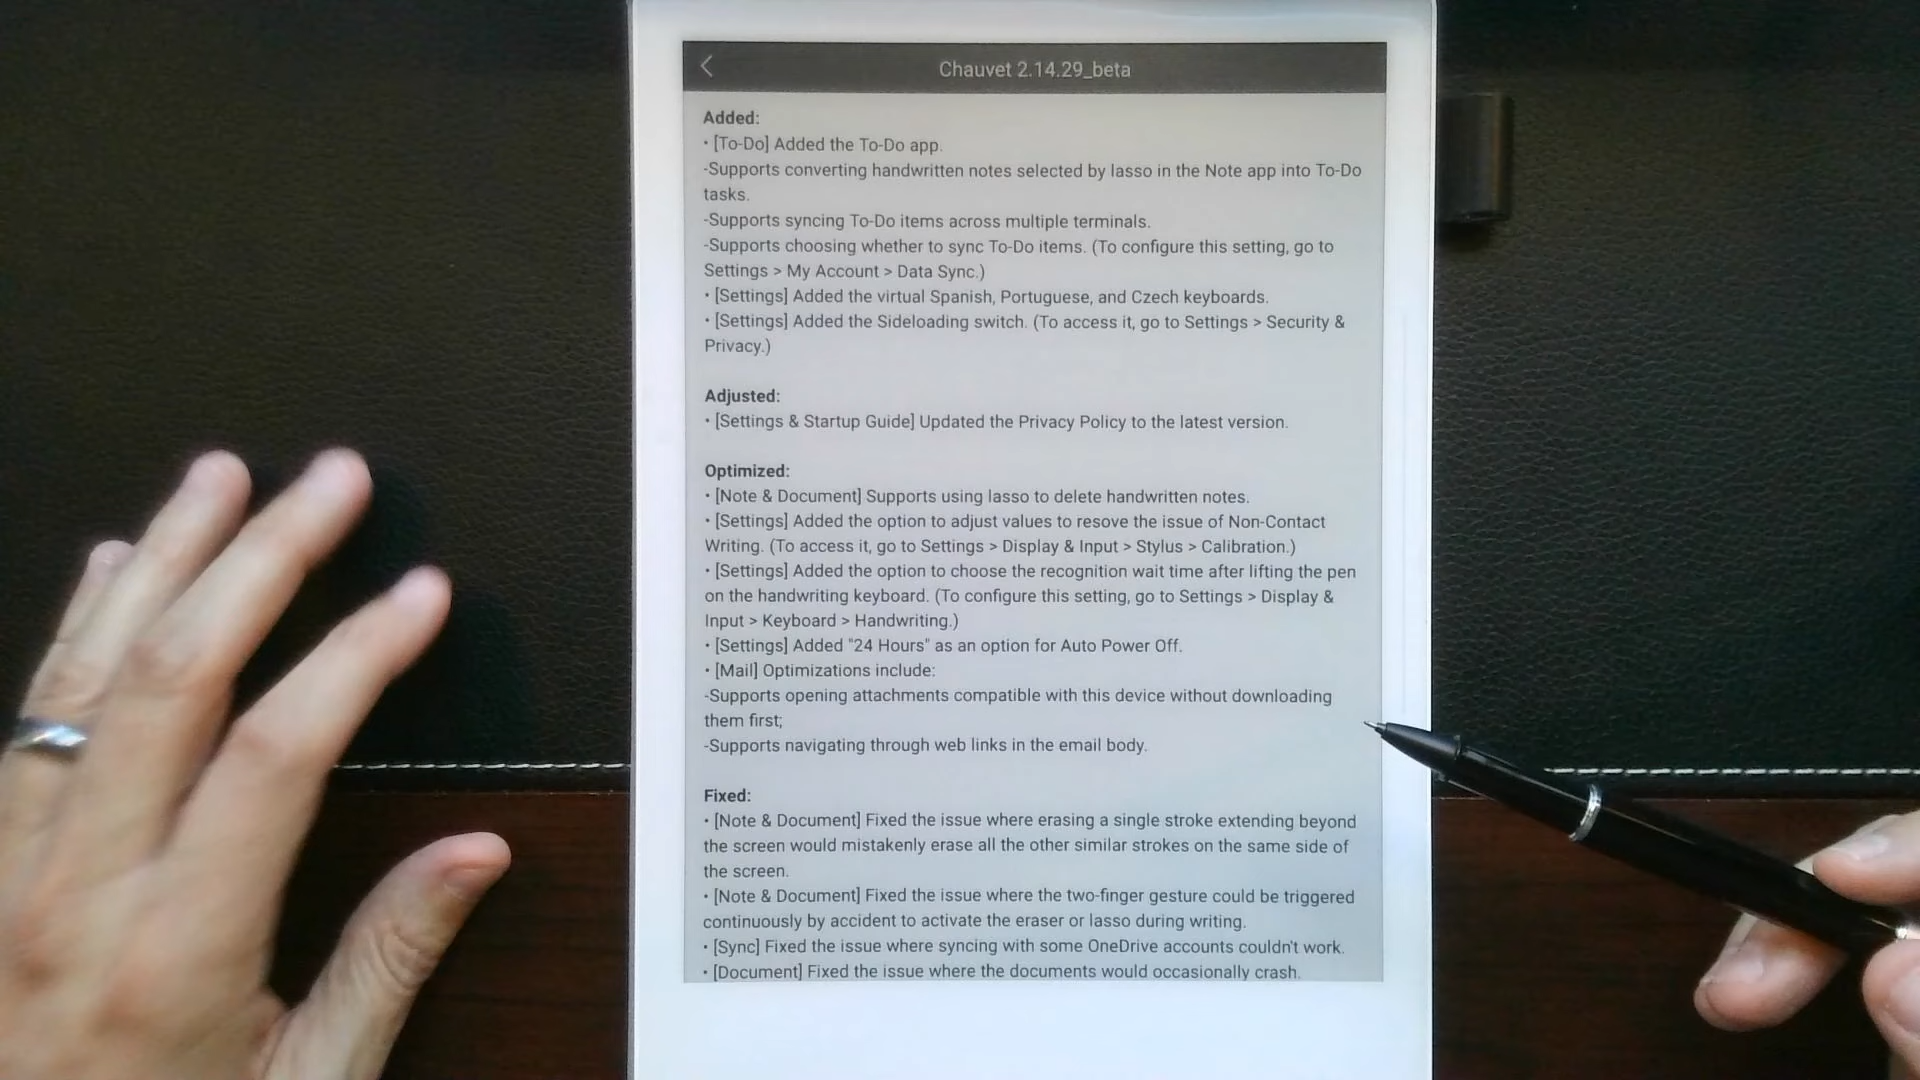 Chauvet 2.14.29_beta
Added:
• [To-Do] Added the To-Do app.
-Supports converting handwritten notes selected by lasso in the Note app into To-Do
tasks.
-Supports syncing To-Do items across multiple terminals.
-Supports choosing whether to sync To-Do items. (To configure this setting, go to
Settings > My Account > Data Sync.)
• [Settings] Added the virtual Spanish, Portuguese, and Czech keyboards.
• [Settings] Added the Sideloading switch. (To access it, go to Settings > Security &
Privacy.)
Adjusted:
• [Settings & Startup Guide] Updated the Privacy Policy to the latest version.
Optimized:
• [Note & Document] Supports using lasso to delete handwritten notes.
• [Settings] Added the option to adjust values to resove the issue of Non-Contact
Writing. (To access it, go to Settings > Display & Input > Stylus > Calibration.)
• [Settings] Added the option to choose the recognition wait time after lifting the pen
on the handwriting keyboard. (To configure this setting, go to Settings > Display &
Input > Keyboard > Handwriting.)
• [Settings] Added "24 Hours" as an option for Auto Power Off.
• [Mail] Optimizations include:
-Supports opening attachments compatible with this device without downloading
them first;
-Supports navigating through web links in the email body.
Fixed:
• [Note & Document] Fixed the issue where erasing a single stroke extending beyond
the screen would mistakenly erase all the other similar strokes on the same side of
the screen.
• [Note & Document] Fixed the issue where the two-finger gesture could be triggered
continuously by accident to activate the eraser or lasso during writing.
• [Sync] Fixed the issue where syncing with some OneDrive accounts couldn't work.
• [Document] Fixed the issue where the documents would occasionally crash.